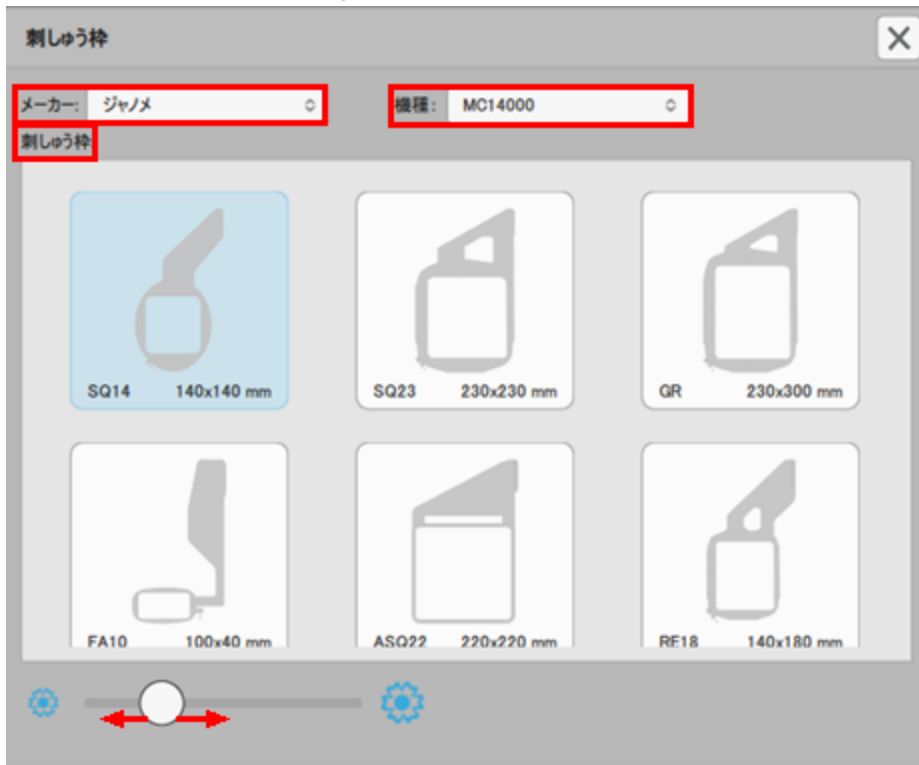 刺しゅう枠
メーカー: ジャノメ 機種: MC14000
刺しゅう枠
SQ14 140x140 mm SQ23 230x230 mm GR 230x300 mm
FA10 100x40 mm ASQ22 220x220 mm RE18 140x180 mm